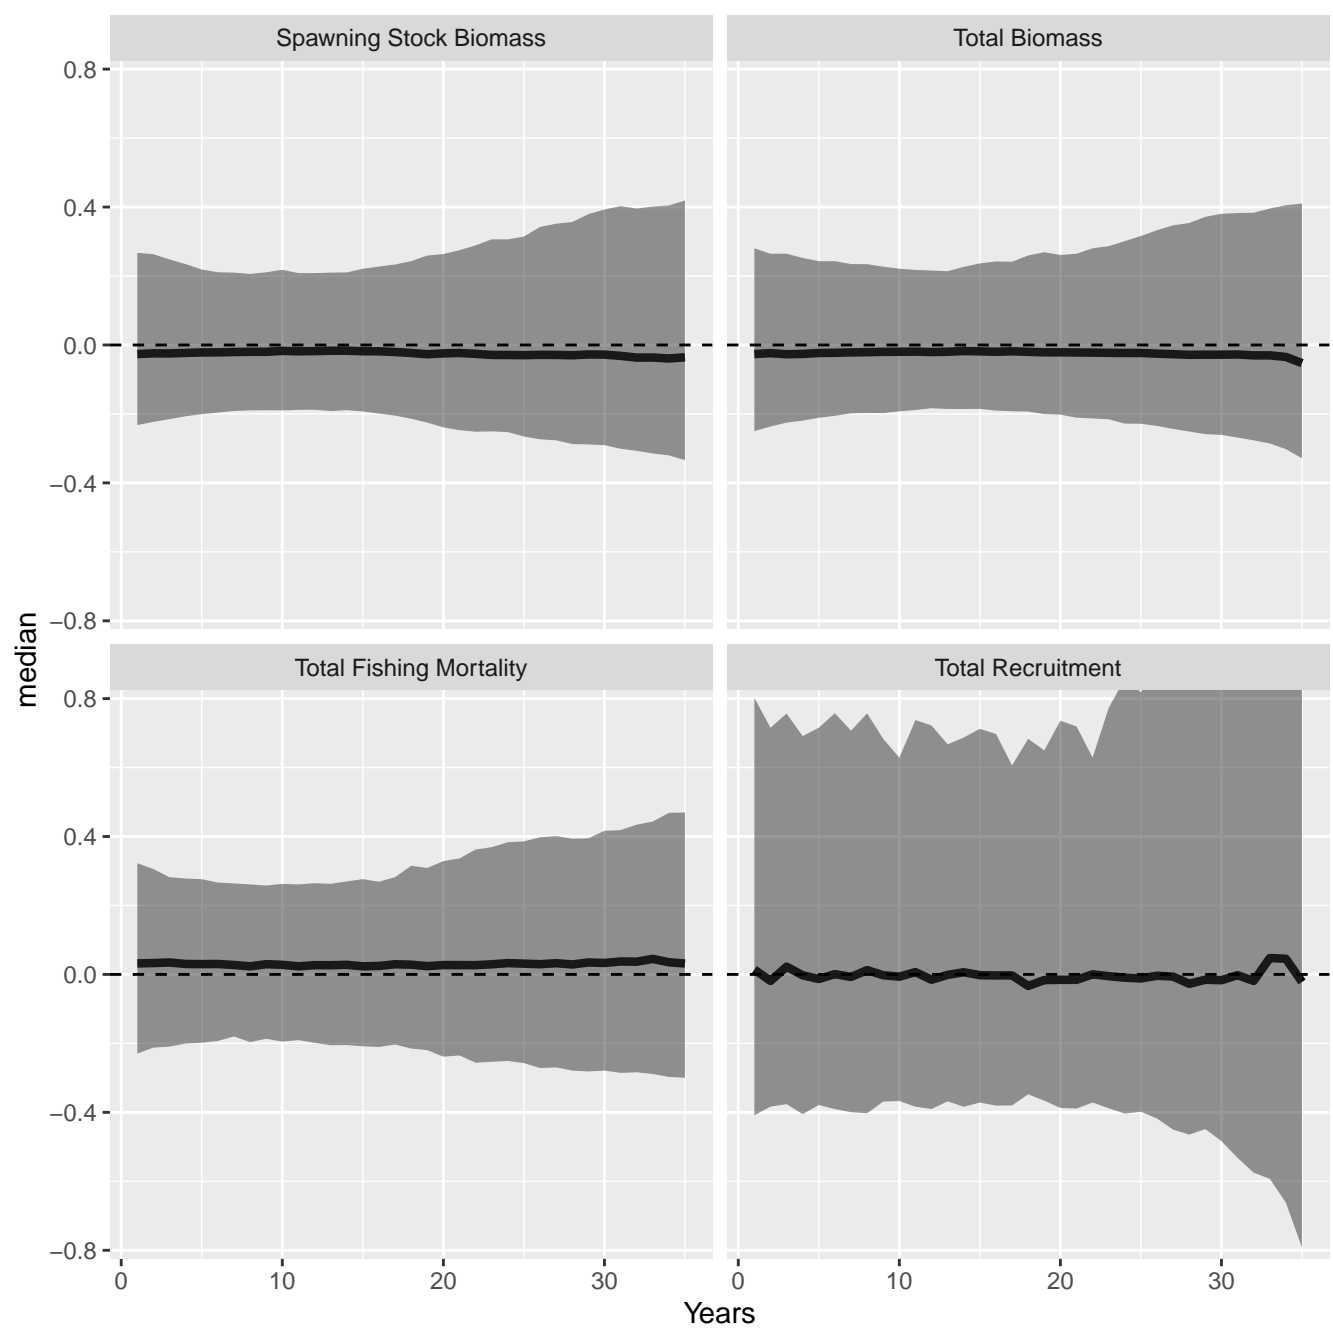 Spawning Stock Biomass
Total Biomass
0.8
0.4
0.0
−0.4
−0.8
median
Total Fishing Mortality
Total Recruitment
0.8
0.4
0.0
−0.4
−0.8
0 10 20 30
0 10 20 30
Years